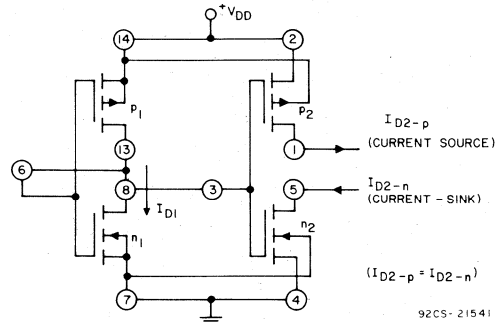 +VDD
14
2
p1
p2
ID2-p
(CURRENT SOURCE)
13
1
6
8
3
5
ID1
ID2-n
(CURRENT-SINK)
n1
n2
(ID2-p = ID2-n)
7
4
92CS-21541